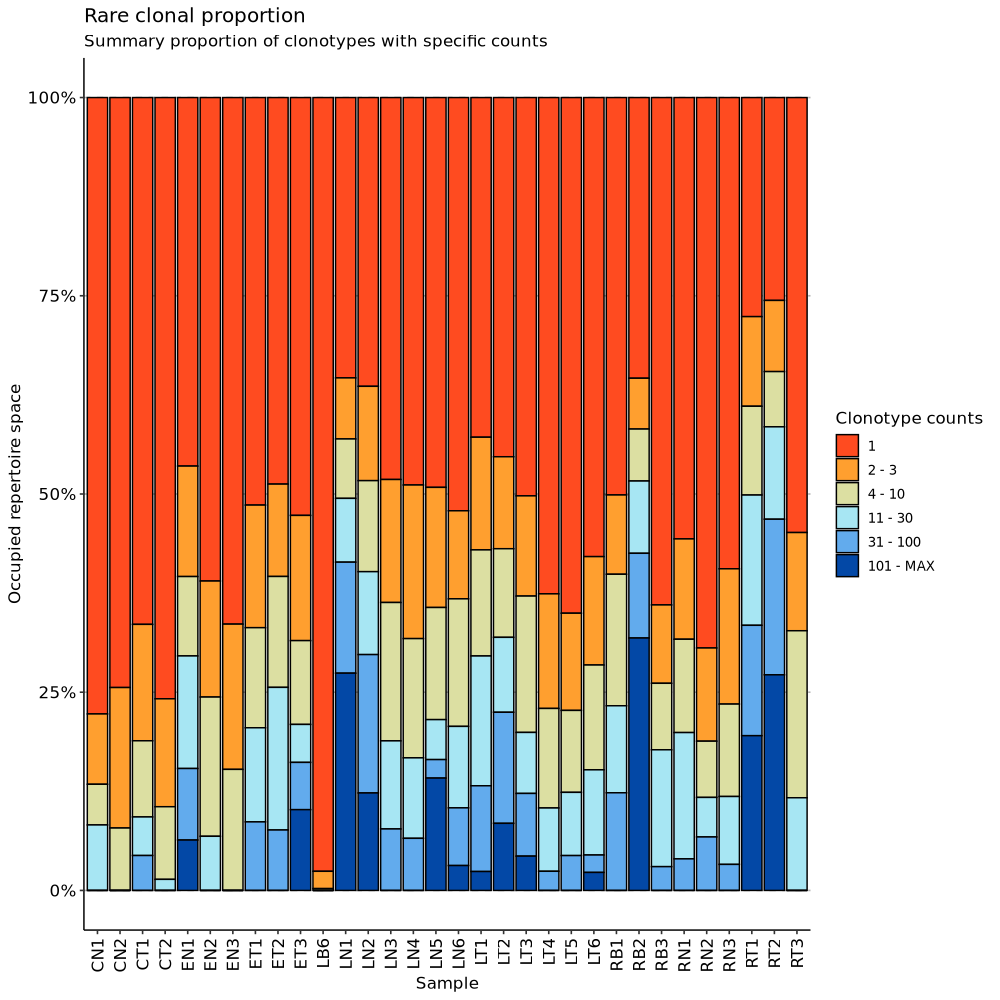 Rare clonal proportion
Summary proportion of clonotypes with specific counts
100%
75%
50%
25%
0%
Occupied repertoire space
CN1
CN2
CT1
CT2
EN1
EN2
EN3
ET1
ET2
ET3
LB6
LN1
LN2
LN3
LN4
LN5
LN6
LT1
LT2
LT3
LT4
LT5
LT6
RB1
RB2
RB3
RN1
RN2
RN3
RT1
RT2
RT3
Sample
Clonotype counts
1
2 - 3
4 - 10
11 - 30
31 - 100
101 - MAX